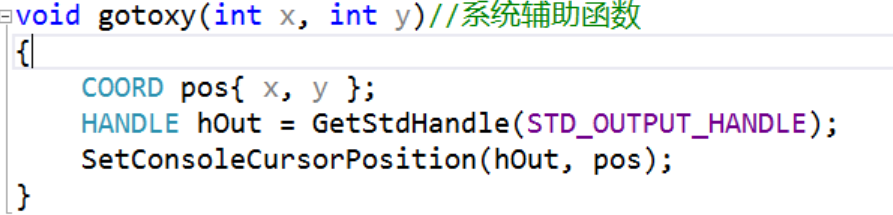 void gotoxy(int x, int y)//系统辅助函数
{
    COORD pos{ x, y };
    HANDLE hOut = GetStdHandle(STD_OUTPUT_HANDLE);
    SetConsoleCursorPosition(hOut, pos);
}